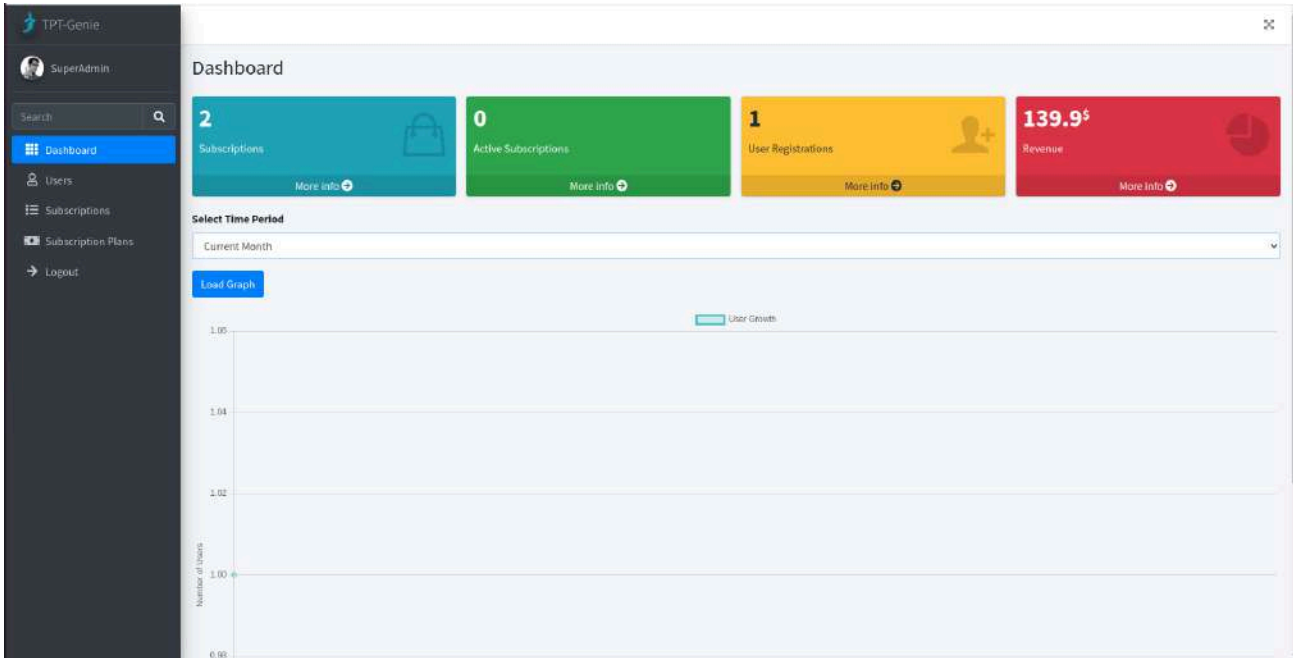 TPT-Genie
SuperAdmin
Search
Dashboard
Users
Subscriptions
Subscription Plans
Logout
Dashboard
2
Subscriptions
More info
0
Active Subscriptions
More info
1
User Registrations
More info
139.9$
Revenue
More info
Select Time Period
Current Month
Load Graph
User Growth
1.05
1.04
1.02
1.00
0.98
Number of Users